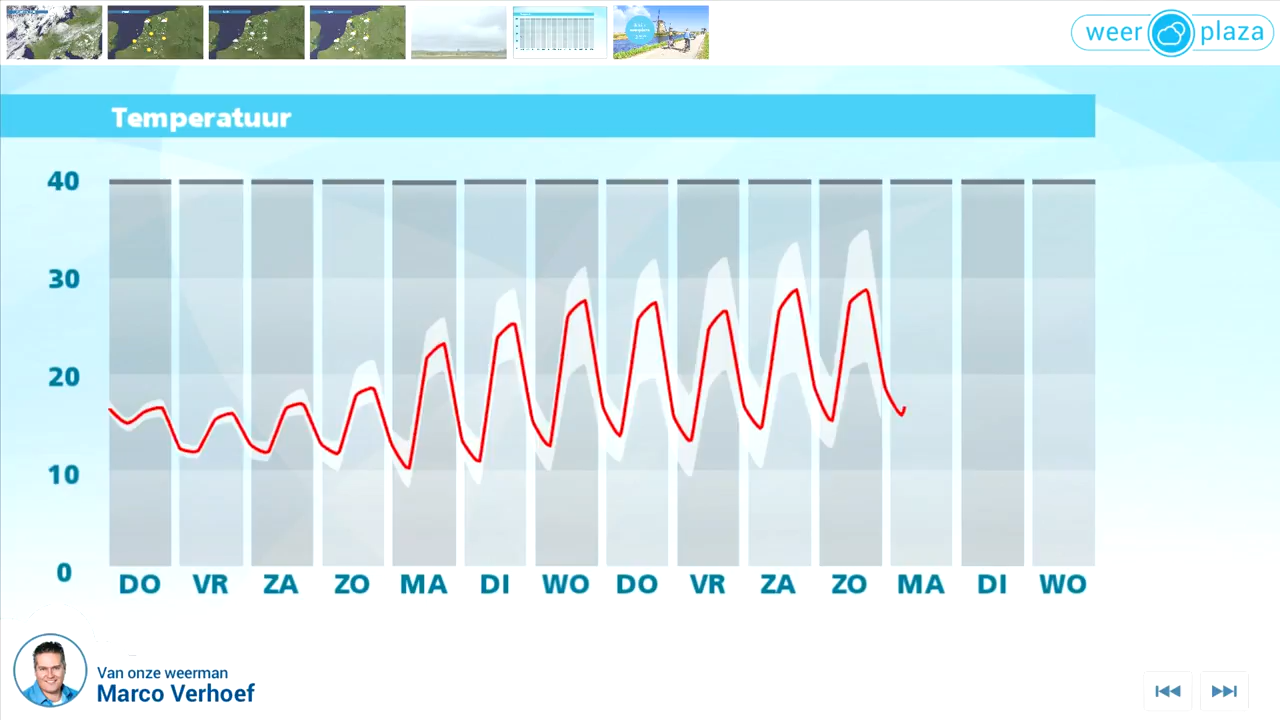 weer plaza
Temperatuur
40
30
20
10
0
DO VR ZA ZO MA DI WO DO VR ZA ZO MA DI WO
Van onze weerman
Marco Verhoef